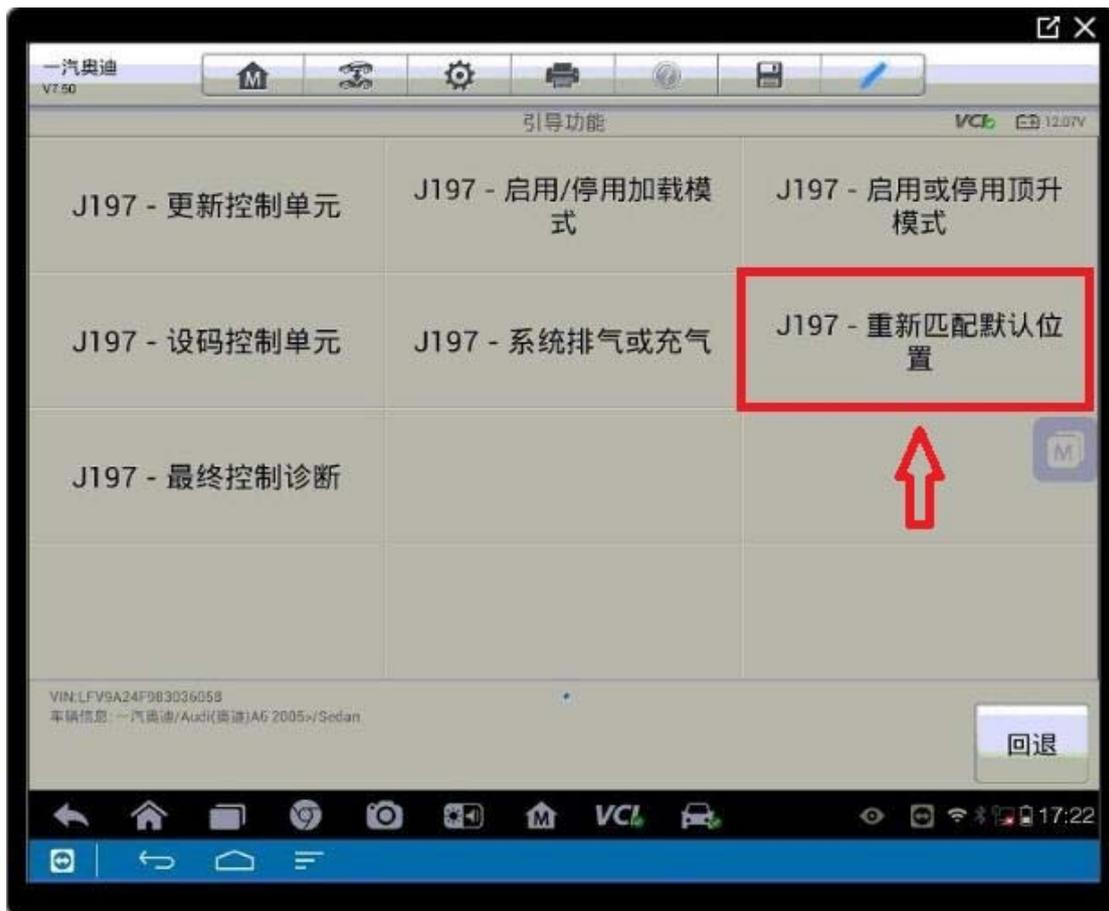 一汽奥迪
V7.50
M
引导功能
VCI 12.07V
J197 - 更新控制单元
J197 - 启用/停用加载模
式
J197 - 启用或停用顶升
模式
J197 - 设码控制单元
J197 - 系统排气或充气
J197 - 重新匹配默认位
置
J197 - 最终控制诊断
M
VIN:LFV9A24F983036058
车辆信息: 一汽奥迪/Audi(奥迪)A6 2005>/Sedan
回退
M
VCI
17:22